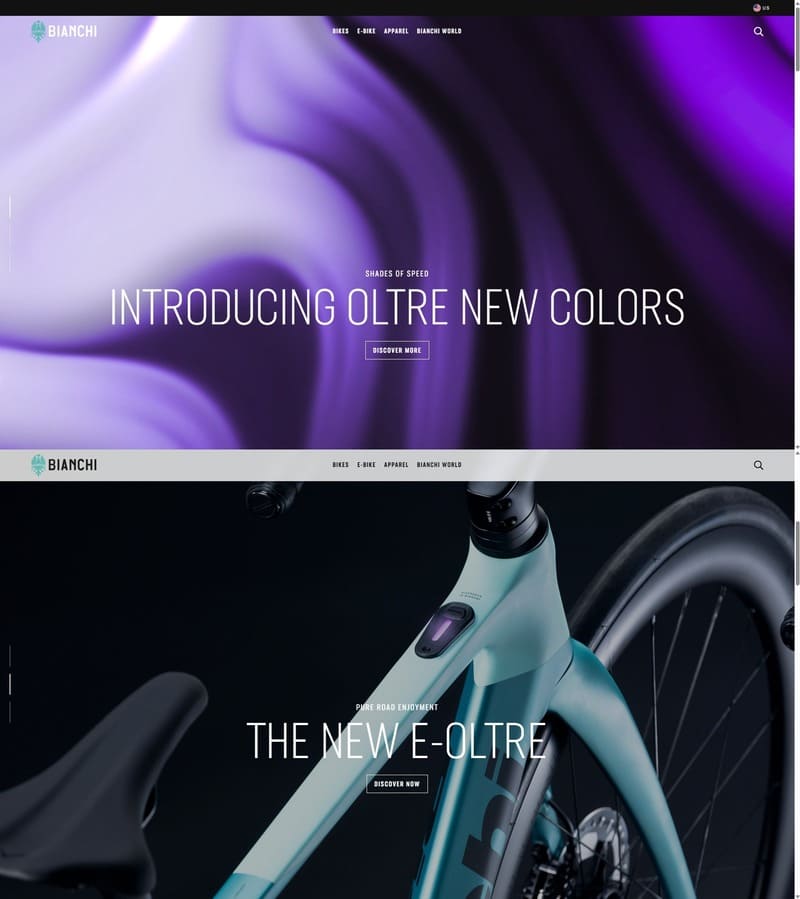 US
BIANCHI
BIKES E-BIKE APPAREL BIANCHI WORLD
SHADES OF SPEED
INTRODUCING OLTRE NEW COLORS
DISCOVER MORE
BIANCHI
BIKES E-BIKE APPAREL BIANCHI WORLD
PURE ROAD ENJOYMENT
THE NEW E-OLTRE
DISCOVER NOW